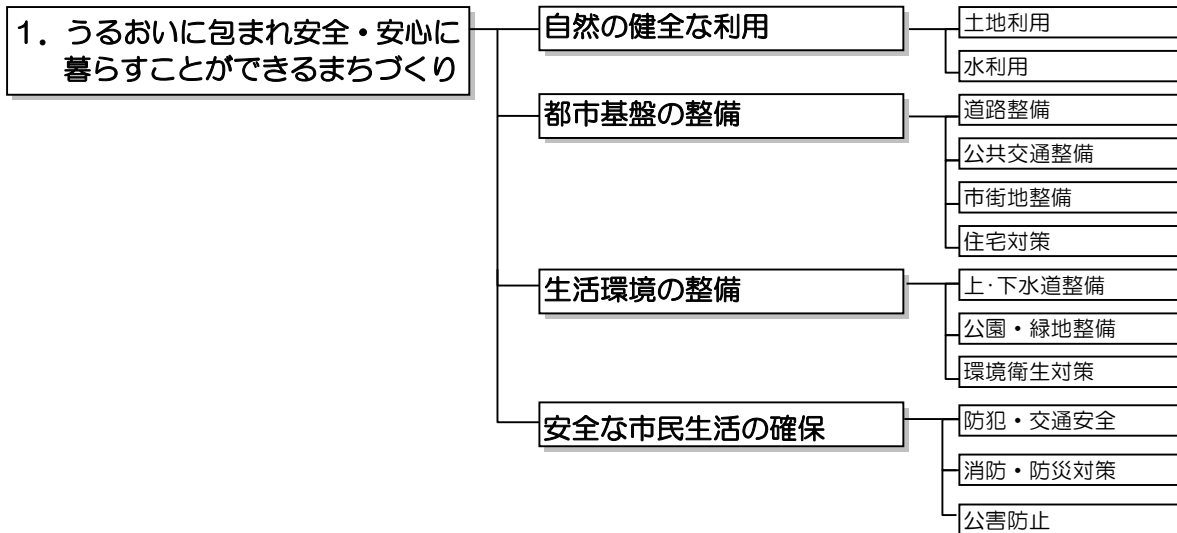 1．うるおいに包まれ安全・安心に
暮らすことができるまちづくり
自然の健全な利用
土地利用
水利用
都市基盤の整備
道路整備
公共交通整備
市街地整備
住宅対策
生活環境の整備
上･下水道整備
公園・緑地整備
環境衛生対策
安全な市民生活の確保
防犯・交通安全
消防・防災対策
公害防止